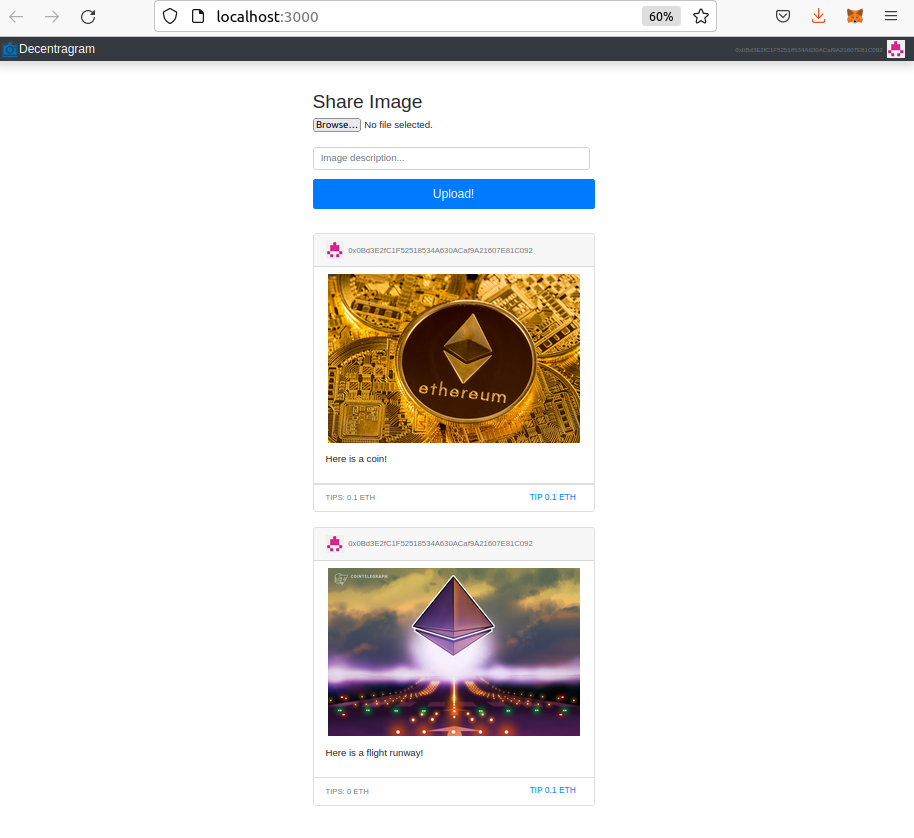 localhost:3000
60%
Decentragram
0x0Bd3E2fC1F52518534A630ACaf9A21607E81C092
Share Image
Browse... No file selected.
Image description...
Upload!
0x0Bd3E2fC1F52518534A630ACaf9A21607E81C092
ethereum
Here is a coin!
TIPS: 0.1 ETH
TIP 0.1 ETH
0x0Bd3E2fC1F52518534A630ACaf9A21607E81C092
COINTELEGRAPH
Here is a flight runway!
TIPS: 0 ETH
TIP 0.1 ETH